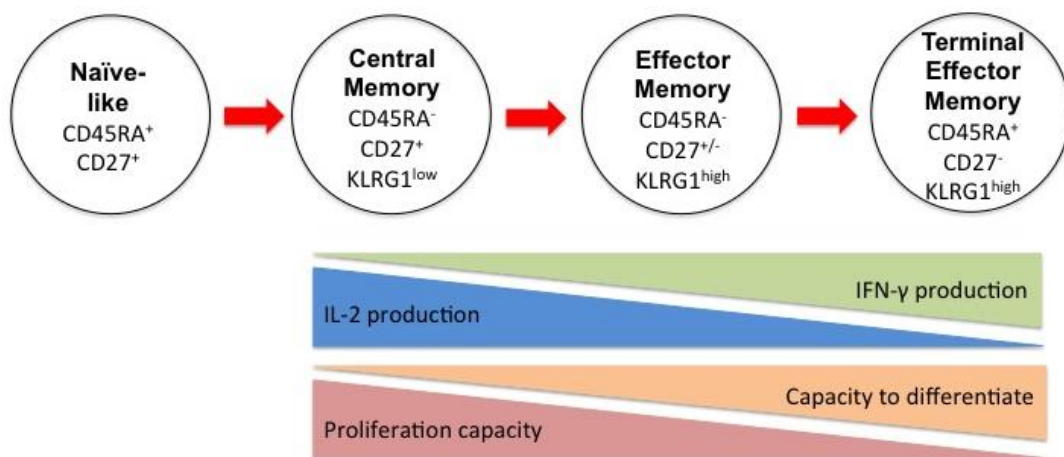 Naïve-
like
CD45RA⁺
CD27⁺
Central
Memory
CD45RA⁻
CD27⁺
KLRG1ˡᵒʷ
Effector
Memory
CD45RA⁻
CD27⁺/⁻
KLRG1ʰⁱᵍʰ
Terminal
Effector
Memory
CD45RA⁺
CD27⁻
KLRG1ʰⁱᵍʰ
IFN-γ production
IL-2 production
Capacity to differentiate
Proliferation capacity